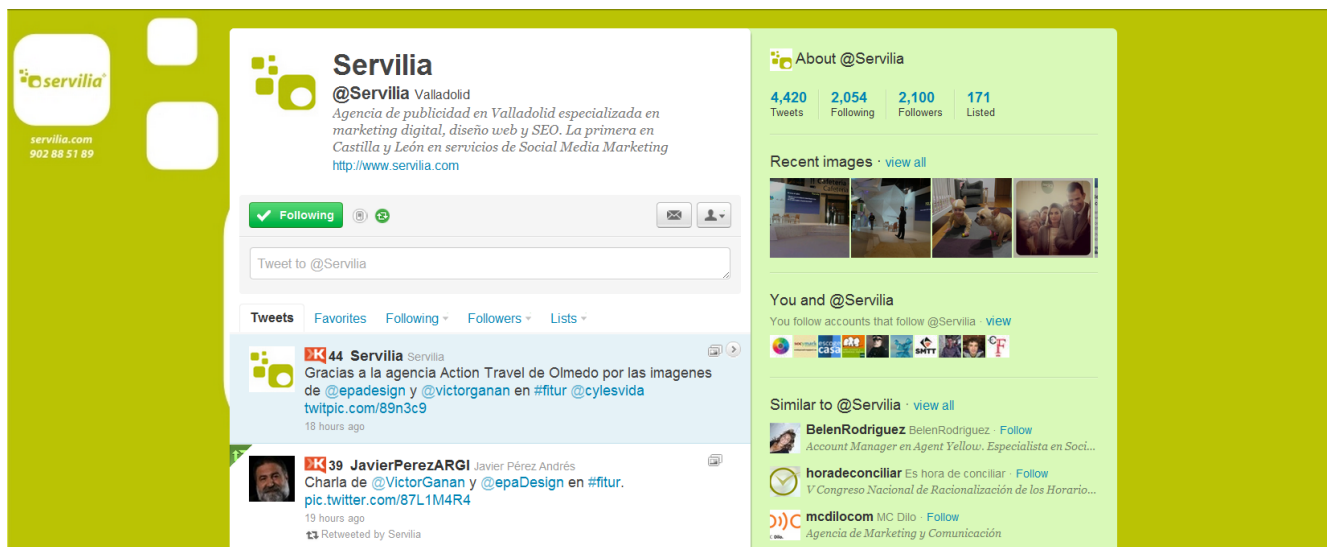 servilia
servilia.com
902 88 51 89
Servilia
@Servilia Valladolid
Agencia de publicidad en Valladolid especializada en
marketing digital, diseño web y SEO. La primera en
Castilla y León en servicios de Social Media Marketing
http://www.servilia.com
Following
Tweet to @Servilia
Tweets Favorites Following Followers Lists
44 Servilia Servilia
Gracias a la agencia Action Travel de Olmedo por las imagenes
de @epadesign y @victorganan en #fitur @cylesvida
twitpic.com/89n3c9
18 hours ago
39 JavierPerezARGI Javier Pérez Andrés
Charla de @VictorGanan y @epaDesign en #fitur.
pic.twitter.com/87L1M4R4
19 hours ago
Retweeted by Servilia
About @Servilia
4,420 2,054 2,100 171
Tweets Following Followers Listed
Recent images · view all
Cafetería
You and @Servilia
You follow accounts that follow @Servilia · view
casa
SMTT
Similar to @Servilia · view all
BelenRodriguez BelenRodriguez · Follow
Account Manager en Agent Yellow. Especialista en Soci...
horadeconciliar Es hora de conciliar · Follow
V Congreso Nacional de Racionalización de los Horario...
mcdilocom MC Dilo · Follow
Agencia de Marketing y Comunicación